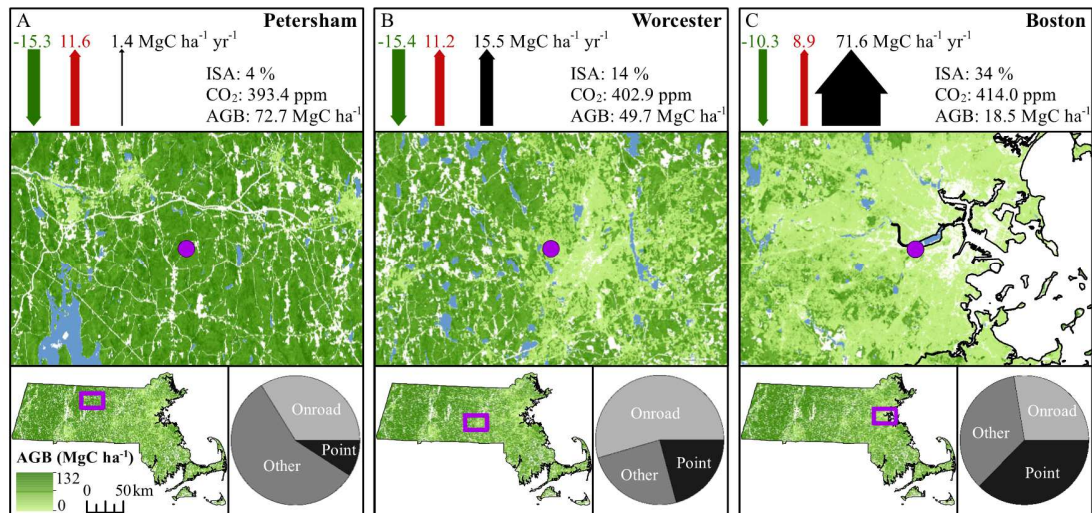 A Petersham
-15.3 11.6 1.4 MgC ha⁻¹ yr⁻¹
ISA: 4 %
CO₂: 393.4 ppm
AGB: 72.7 MgC ha⁻¹
B Worcester
-15.4 11.2 15.5 MgC ha⁻¹ yr⁻¹
ISA: 14 %
CO₂: 402.9 ppm
AGB: 49.7 MgC ha⁻¹
C Boston
-10.3 8.9 71.6 MgC ha⁻¹ yr⁻¹
ISA: 34 %
CO₂: 414.0 ppm
AGB: 18.5 MgC ha⁻¹
AGB (MgC ha⁻¹)
132
0
0 50 km
Onroad
Point
Other
Onroad
Other
Point
Onroad
Other
Point